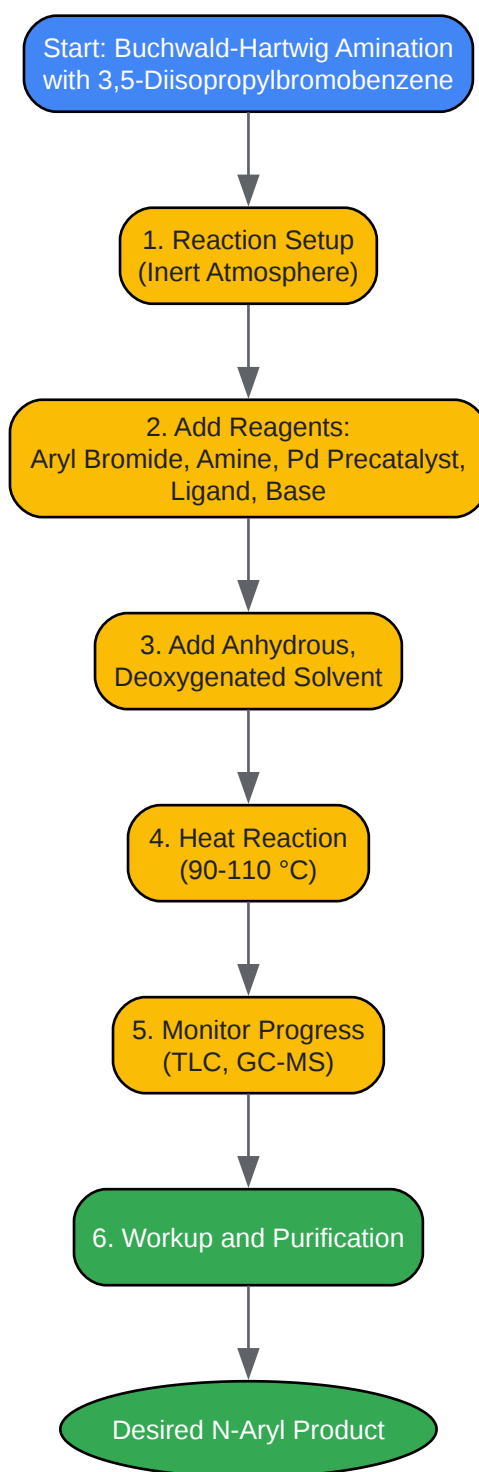 Start: Buchwald-Hartwig Amination
with 3,5-Diisopropylbromobenzene
1. Reaction Setup
(Inert Atmosphere)
2. Add Reagents:
Aryl Bromide, Amine, Pd Precatalyst,
Ligand, Base
3. Add Anhydrous,
Deoxygenated Solvent
4. Heat Reaction
(90-110 °C)
5. Monitor Progress
(TLC, GC-MS)
6. Workup and Purification
Desired N-Aryl Product